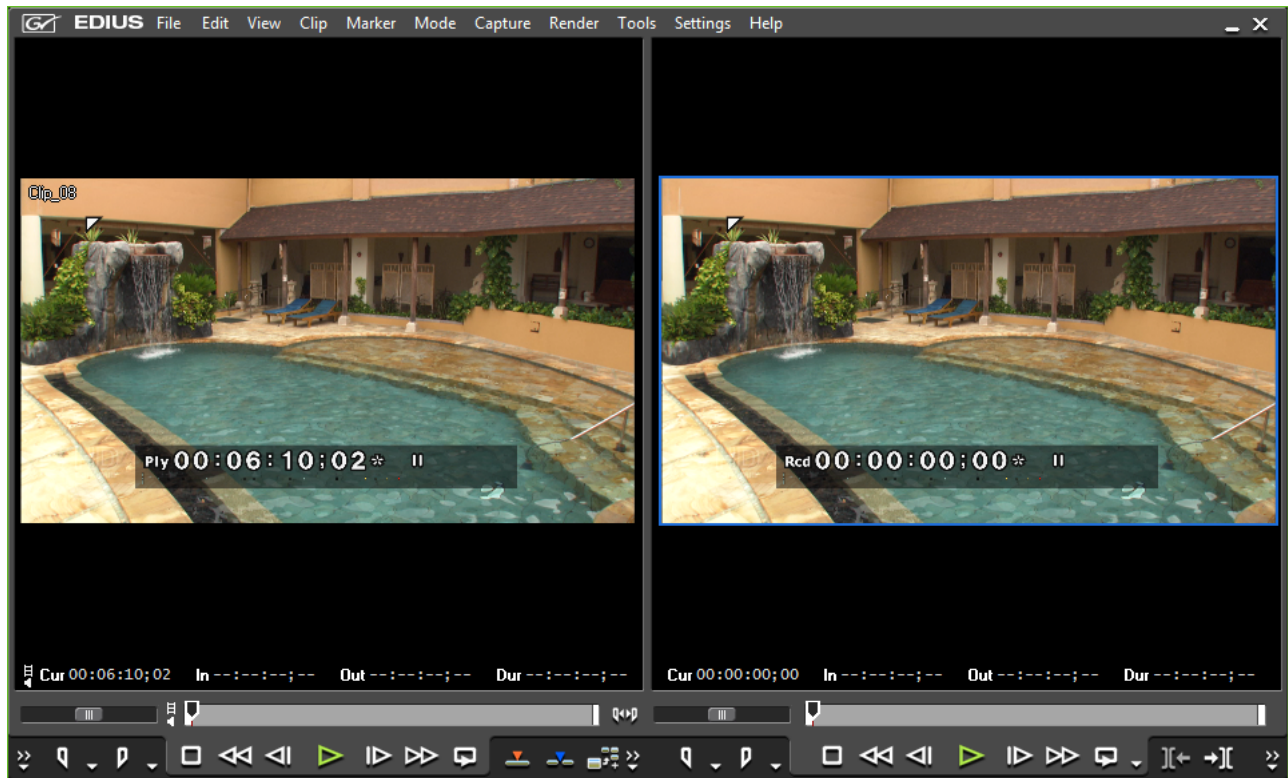 EDIUS File Edit View Clip Marker Mode Capture Render Tools Settings Help
Clip_08
Ply 00:06:10;02* II
Rcd 00:00:00;00* II
Cur 00:06:10;02 In --:--:--;-- Out --:--:--;-- Dur --:--:--;--
Cur 00:00:00;00 In --:--:--;-- Out --:--:--;-- Dur --:--:--;--